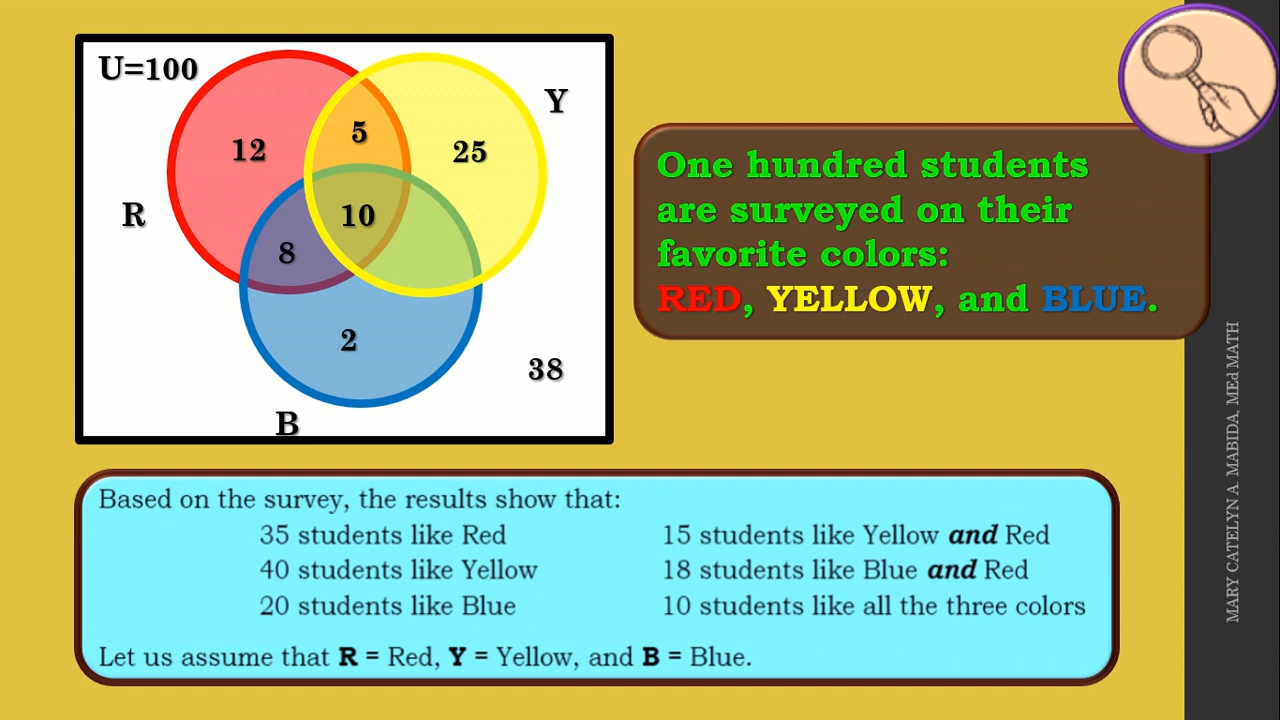 U=100
Y
12
5
25
R
10
8
2
38
B
One hundred students
are surveyed on their
favorite colors:
RED, YELLOW, and BLUE.
Based on the survey, the results show that:
35 students like Red
15 students like Yellow and Red
40 students like Yellow
18 students like Blue and Red
20 students like Blue
10 students like all the three colors
Let us assume that R = Red, Y = Yellow, and B = Blue.
MARY CATELYN A. MABIDA, MEd MATH